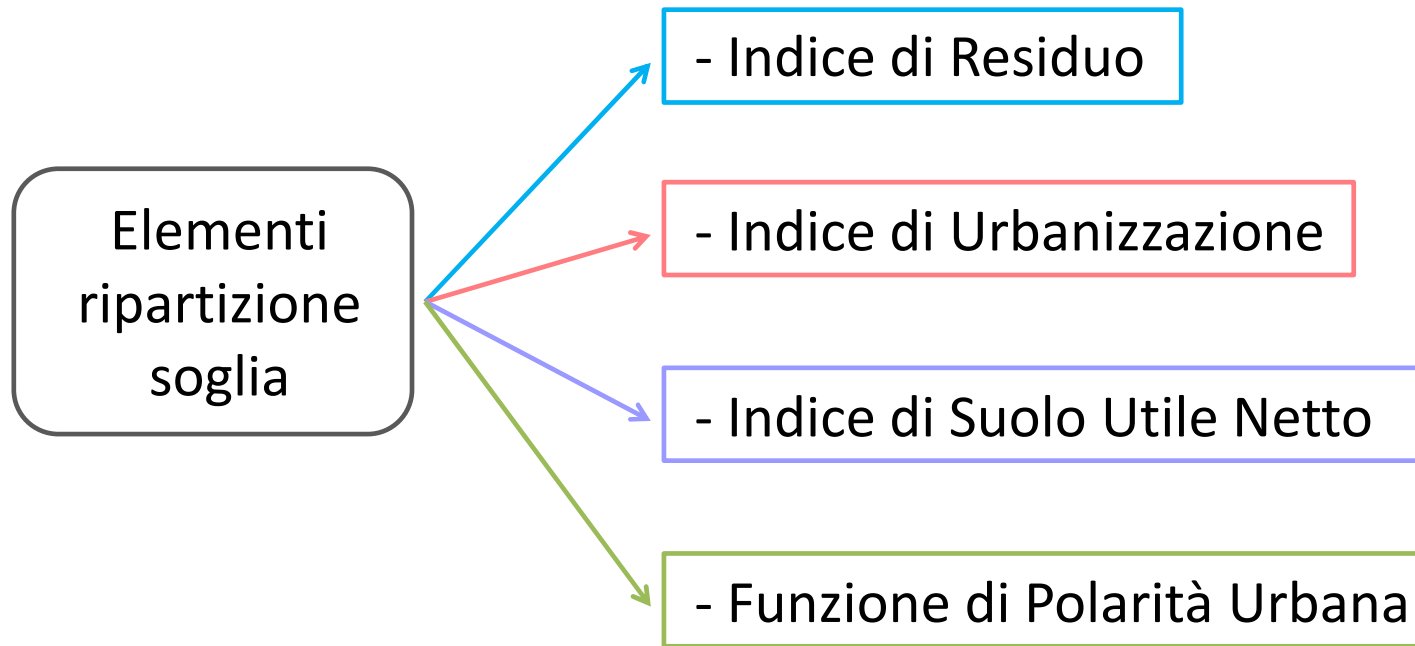 Elementi
ripartizione
soglia
- Indice di Residuo
- Indice di Urbanizzazione
- Indice di Suolo Utile Netto
- Funzione di Polarità Urbana